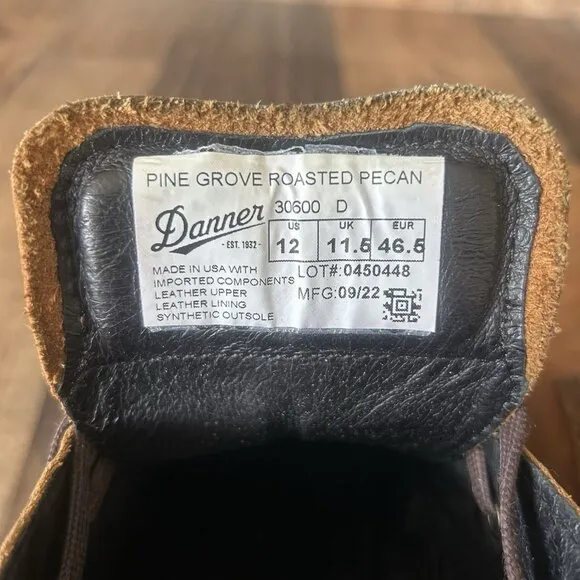 PINE GROVE ROASTED PECAN
Danner
- EST. 1932 -
30600 D
US UK EUR
12 11.5 46.5
MADE IN USA WITH
IMPORTED COMPONENTS
LEATHER UPPER
LEATHER LINING
SYNTHETIC OUTSOLE
LOT#:0450448
MFG:09/22